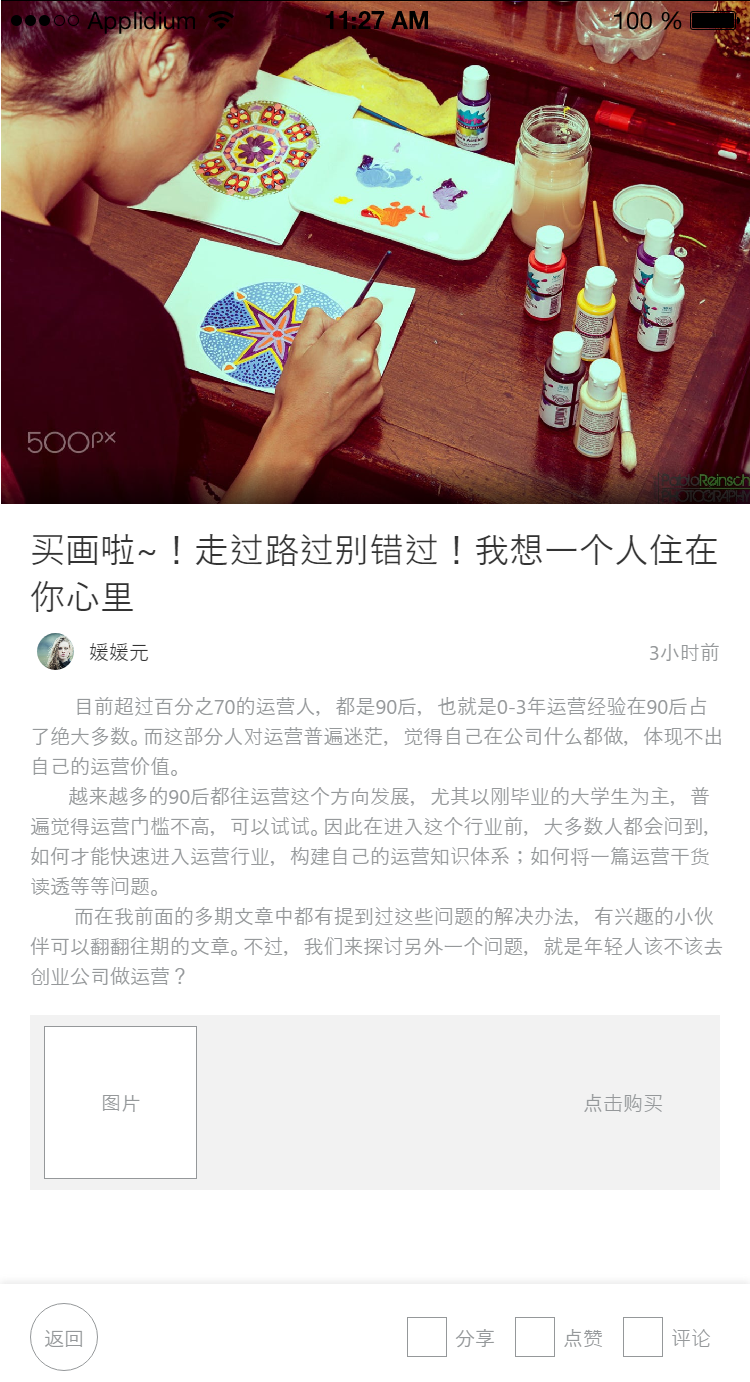 Applidium 11:27 AM 100 %
500px
PabloReinsch
PHOTOGRAPHY
买画啦~！走过路过别错过！我想一个人住在
你心里
媛媛元 3小时前
目前超过百分之70的运营人，都是90后，也就是0-3年运营经验在90后占
了绝大多数。而这部分人对运营普遍迷茫，觉得自己在公司什么都做，体现不出
自己的运营价值。
越来越多的90后都往运营这个方向发展，尤其以刚毕业的大学生为主，普
遍觉得运营门槛不高，可以试试。因此在进入这个行业前，大多数人都会问到，
如何才能快速进入运营行业，构建自己的运营知识体系；如何将一篇运营干货
读透等等问题。
而在我前面的多期文章中都有提到过这些问题的解决办法，有兴趣的小伙
伴可以翻翻往期的文章。不过，我们来探讨另外一个问题，就是年轻人该不该去
创业公司做运营？
图片 点击购买
返回 分享 点赞 评论